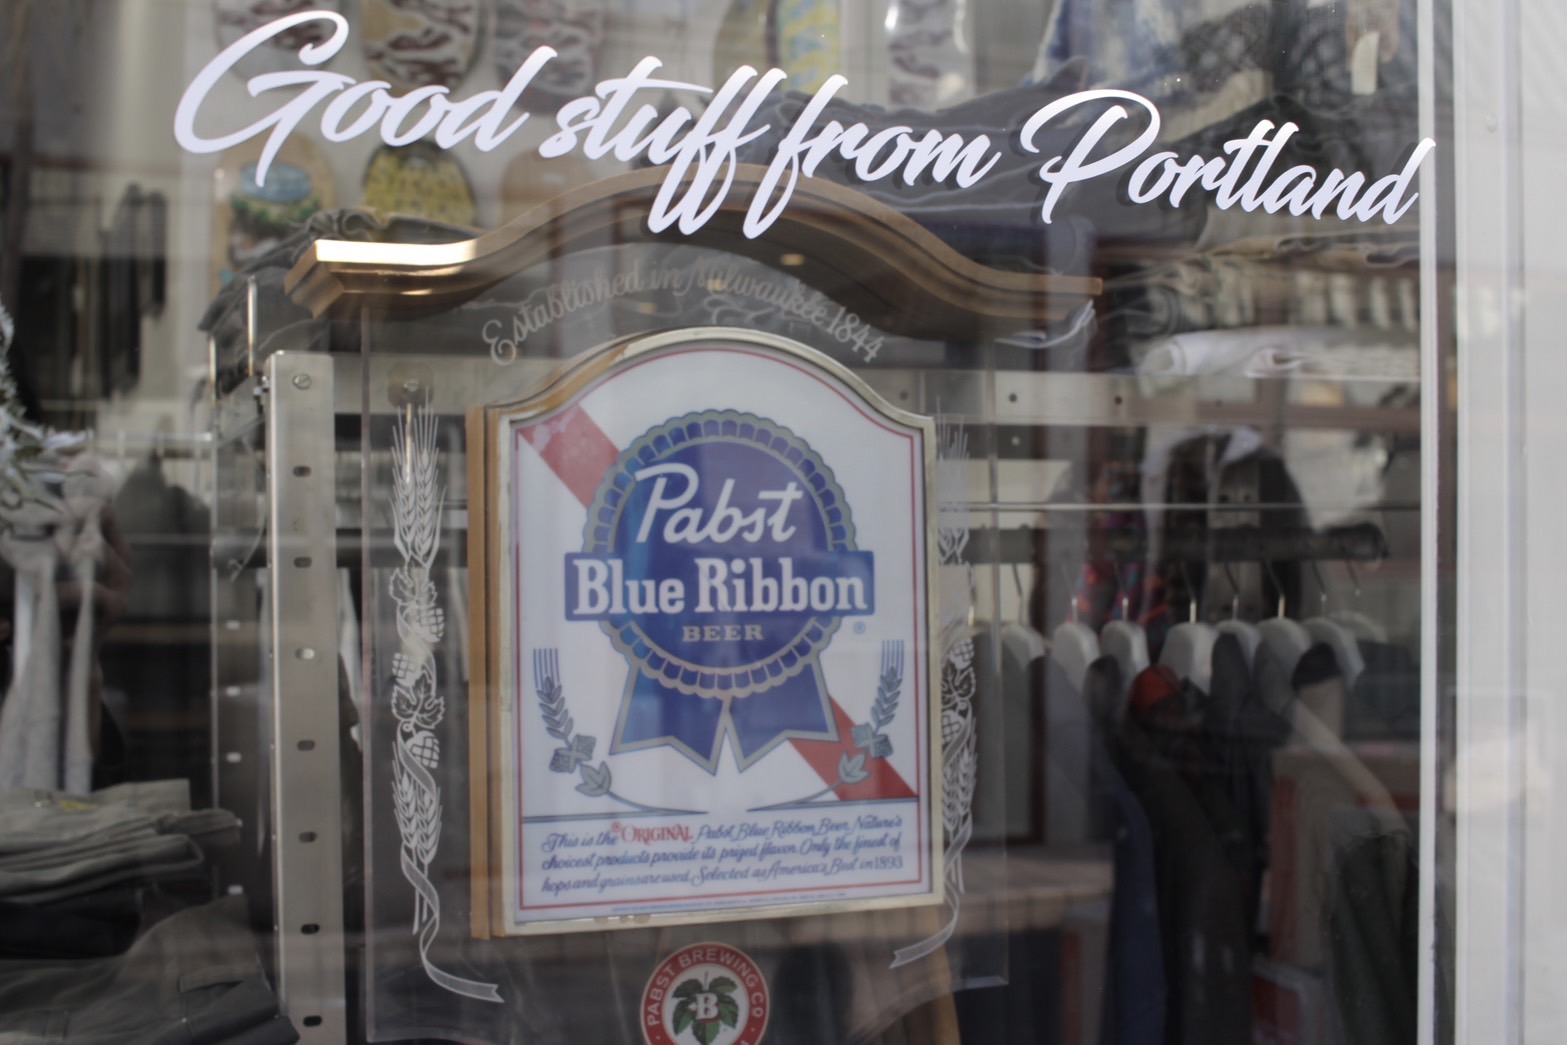 Good stuff from Portland
Established in Milwaukee 1844
Pabst
Blue Ribbon
BEER
®
This is the ORIGINAL Pabst Blue Ribbon Beer. Nature's
choicest products provide its prized flavor. Only the finest of
hops and grains are used. Selected as America's Best in 1893
PABST BREWING CO
B